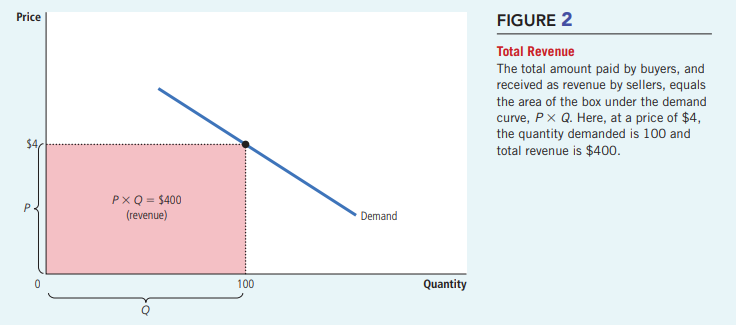 Price
$4
P
P × Q = $400
(revenue)
Demand
0
100
Quantity
Q
FIGURE 2
Total Revenue
The total amount paid by buyers, and
received as revenue by sellers, equals
the area of the box under the demand
curve, P × Q. Here, at a price of $4,
the quantity demanded is 100 and
total revenue is $400.